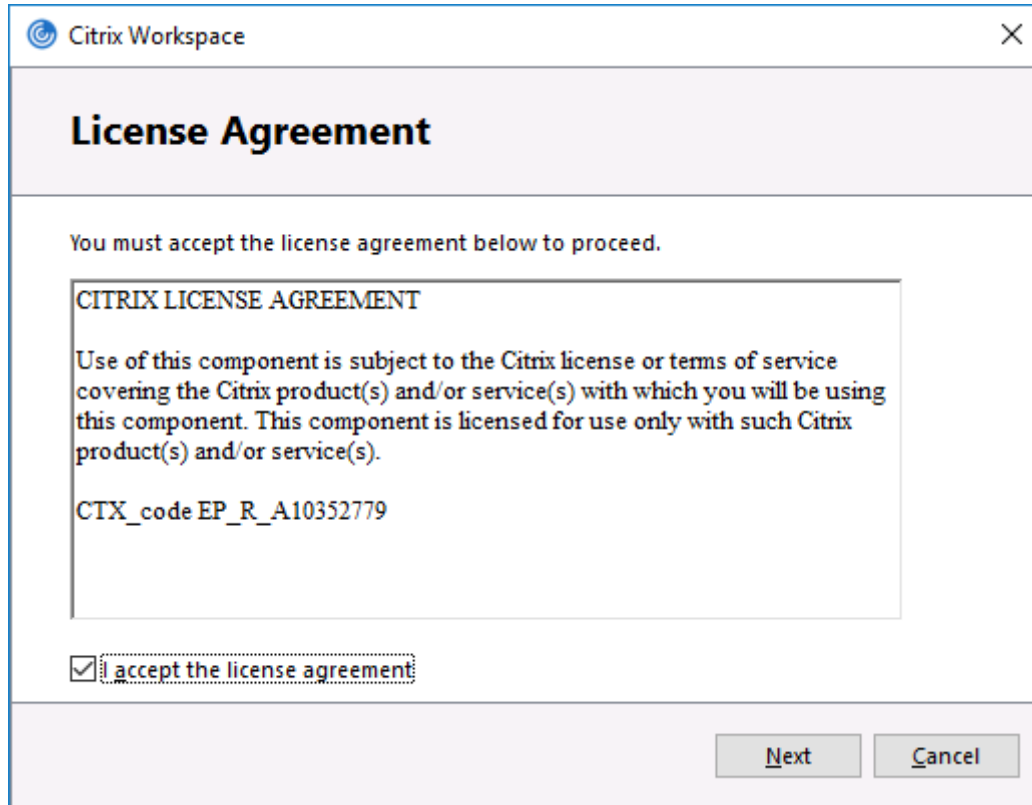 Citrix Workspace
License Agreement
You must accept the license agreement below to proceed.
CITRIX LICENSE AGREEMENT
Use of this component is subject to the Citrix license or terms of service
covering the Citrix product(s) and/or service(s) with which you will be using
this component. This component is licensed for use only with such Citrix
product(s) and/or service(s).
CTX_code EP_R_A10352779
I accept the license agreement
Next
Cancel